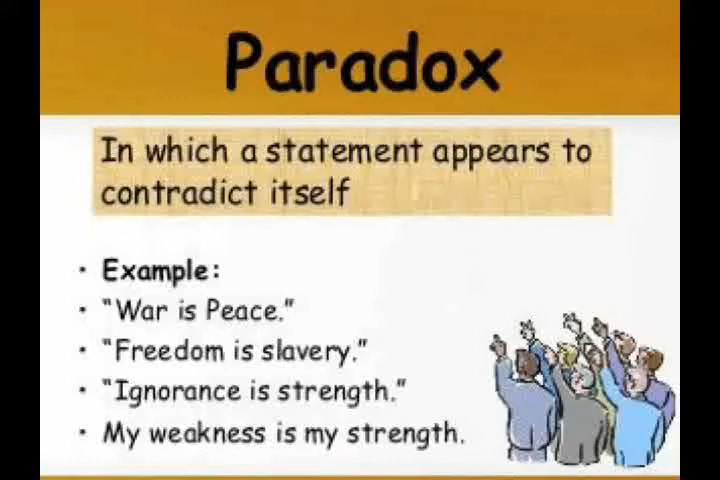 Paradox
In which a statement appears to
contradict itself
• Example:
• "War is Peace."
• "Freedom is slavery."
• "Ignorance is strength."
• My weakness is my strength.